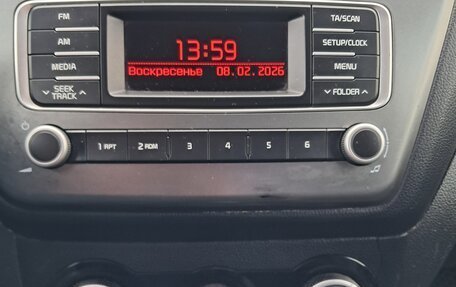 FM
TA/SCAN
13:59
AM
SETUP/CLOCK
MEDIA
Воскресенье 08.02.2026
MENU
SEEK TRACK
FOLDER
1 RPT 2 RDM 3 4 5 6